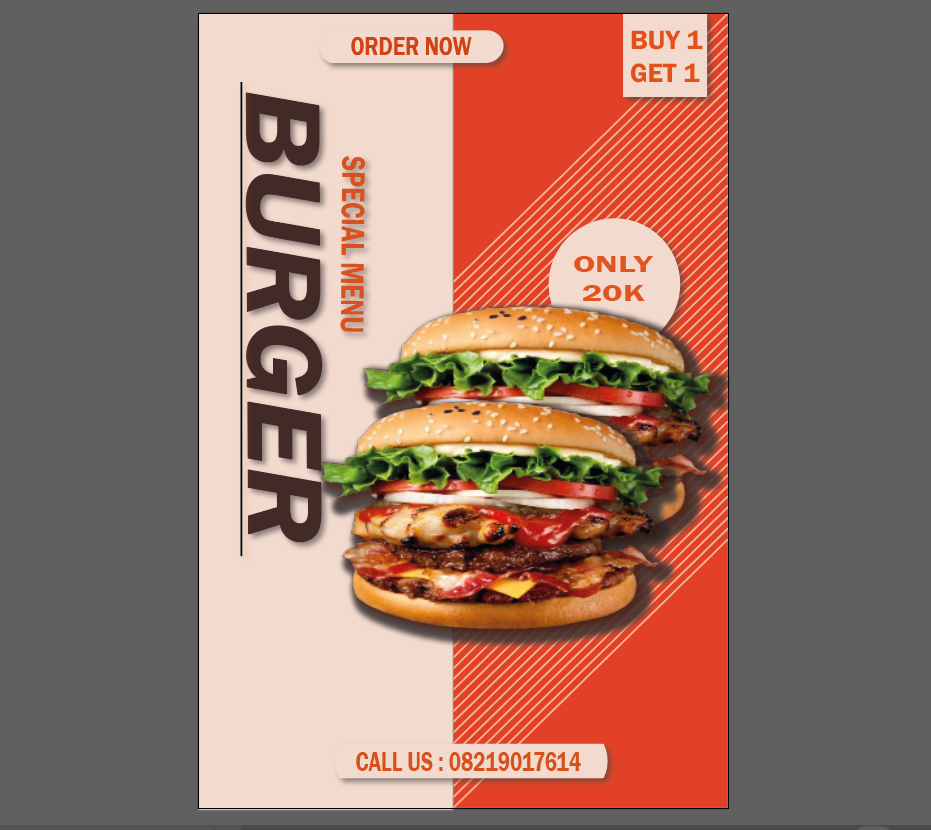 ORDER NOW
BUY 1
GET 1
BURGER
SPECIAL MENU
ONLY
20K
CALL US : 08219017614